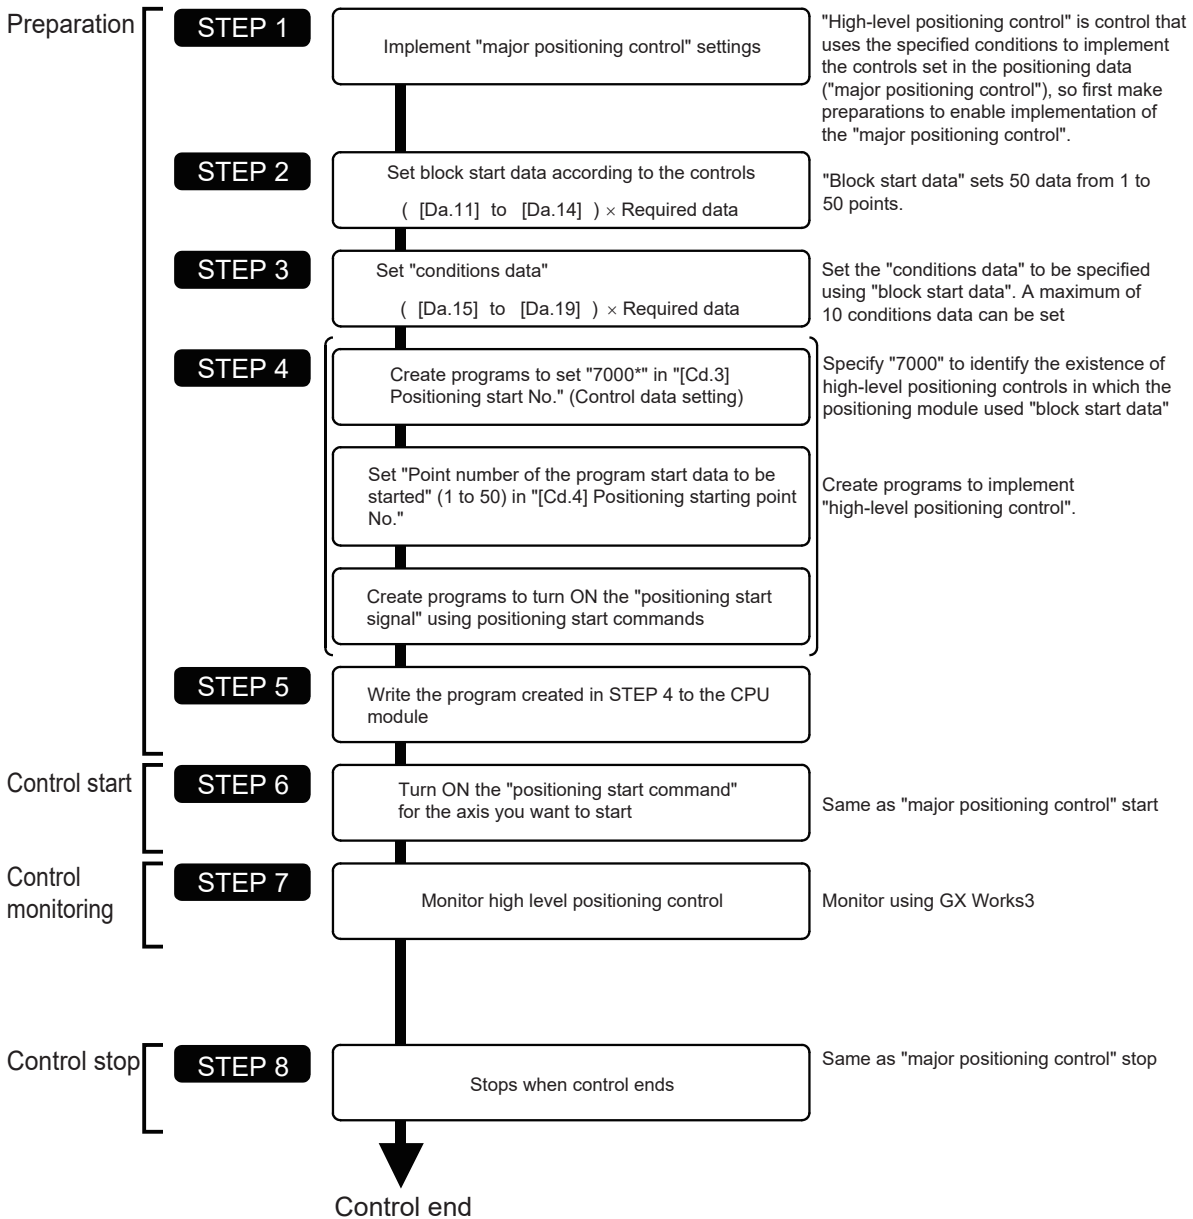 Preparation
STEP 1
Implement "major positioning control" settings
"High-level positioning control" is control that
uses the specified conditions to implement
the controls set in the positioning data
("major positioning control"), so first make
preparations to enable implementation of
the "major positioning control".
STEP 2
Set block start data according to the controls
( [Da.11] to [Da.14] ) × Required data
"Block start data" sets 50 data from 1 to
50 points.
STEP 3
Set "conditions data"
( [Da.15] to [Da.19] ) × Required data
Set the "conditions data" to be specified
using "block start data". A maximum of
10 conditions data can be set
STEP 4
Create programs to set "7000*" in "[Cd.3]
Positioning start No." (Control data setting)
Specify "7000" to identify the existence of
high-level positioning controls in which the
positioning module used "block start data"
Set "Point number of the program start data to be
started" (1 to 50) in "[Cd.4] Positioning starting point
No."
Create programs to implement
"high-level positioning control".
Create programs to turn ON the "positioning start
signal" using positioning start commands
STEP 5
Write the program created in STEP 4 to the CPU
module
Control start
STEP 6
Turn ON the "positioning start command"
for the axis you want to start
Same as "major positioning control" start
Control
monitoring
STEP 7
Monitor high level positioning control
Monitor using GX Works3
Control stop
STEP 8
Stops when control ends
Same as "major positioning control" stop
Control end